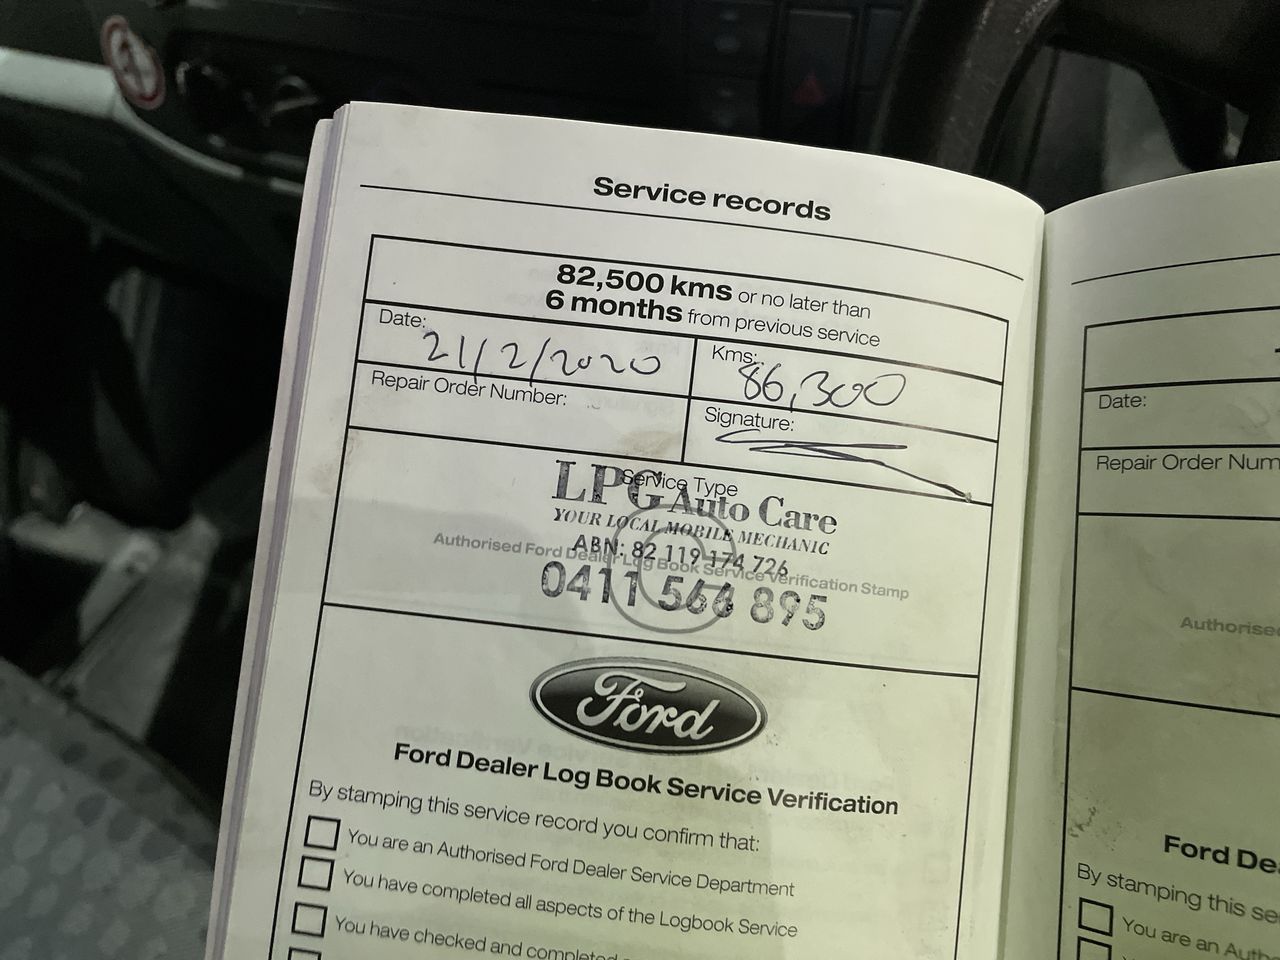 Service records
82,500 kms or no later than
6 months from previous service
Date: 21/2/2020
Kms: 86,300
Repair Order Number:
Signature:
Service Type
LPG Auto Care
YOUR LOCAL MOBILE MECHANIC
ABN: 82 119 174 726
Authorised Ford Dealer Log Book Service Verification Stamp
0411 566 895
Ford
Ford Dealer Log Book Service Verification
By stamping this service record you confirm that:
You are an Authorised Ford Dealer Service Department
You have completed all aspects of the Logbook Service
You have checked and completed
Date:
Repair Order Num
Authorise
Ford De
By stamping this se
You are an Auth